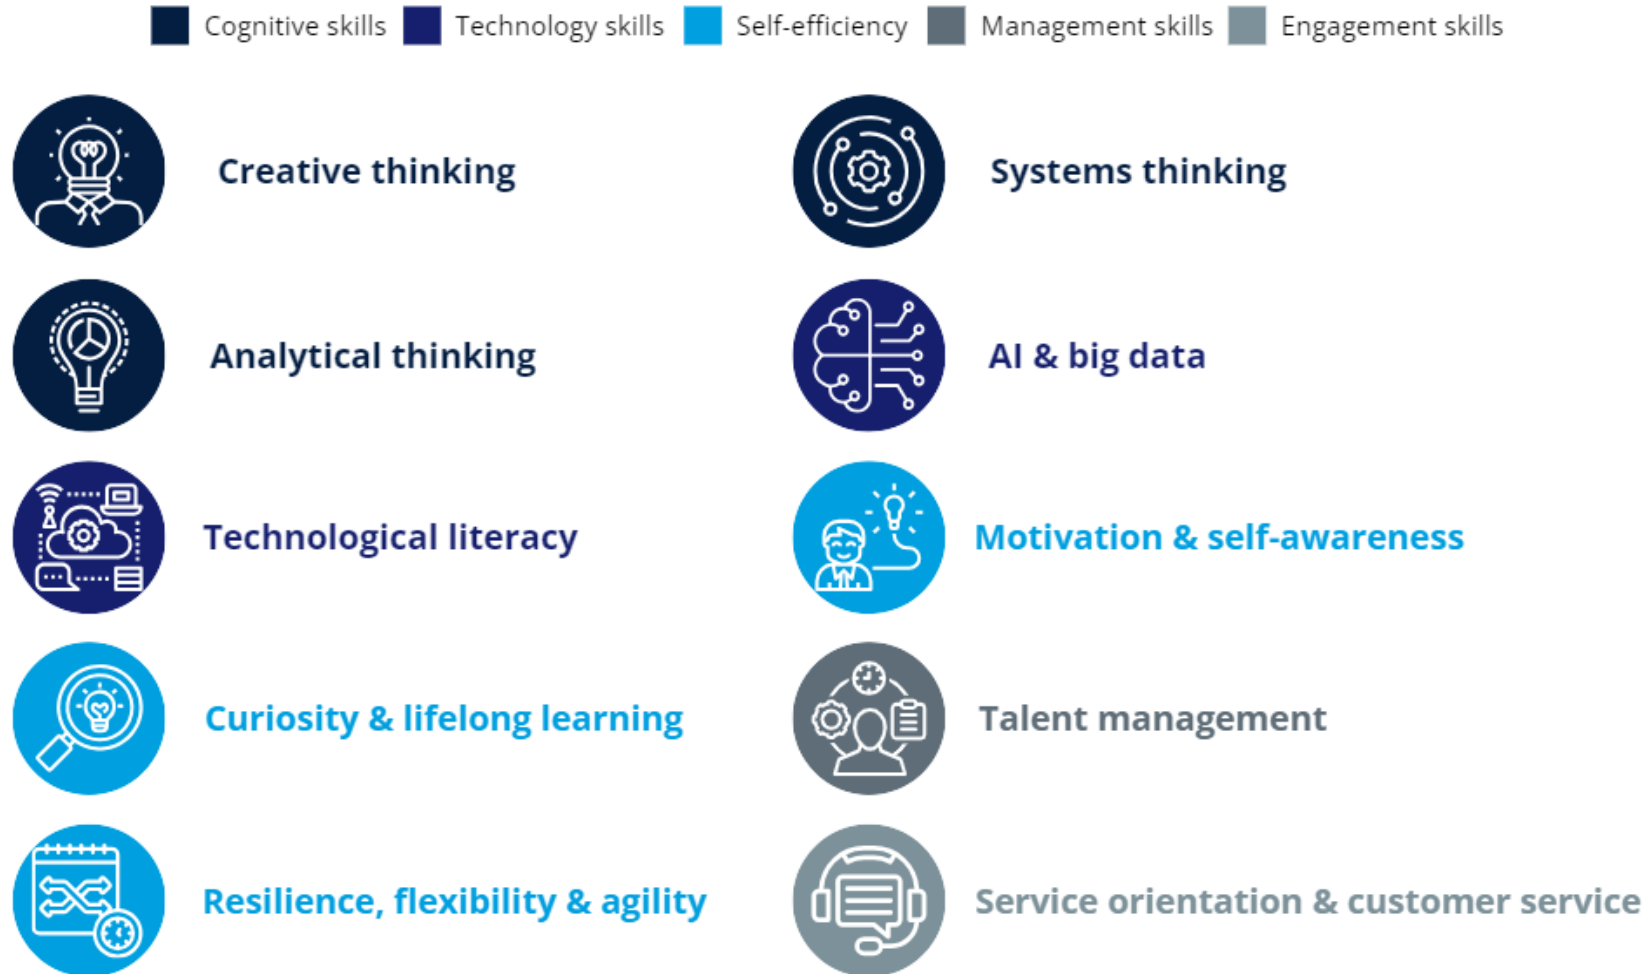 Cognitive skills Technology skills Self-efficiency Management skills Engagement skills
Creative thinking
Analytical thinking
Technological literacy
Curiosity & lifelong learning
Resilience, flexibility & agility
Systems thinking
AI & big data
Motivation & self-awareness
Talent management
Service orientation & customer service